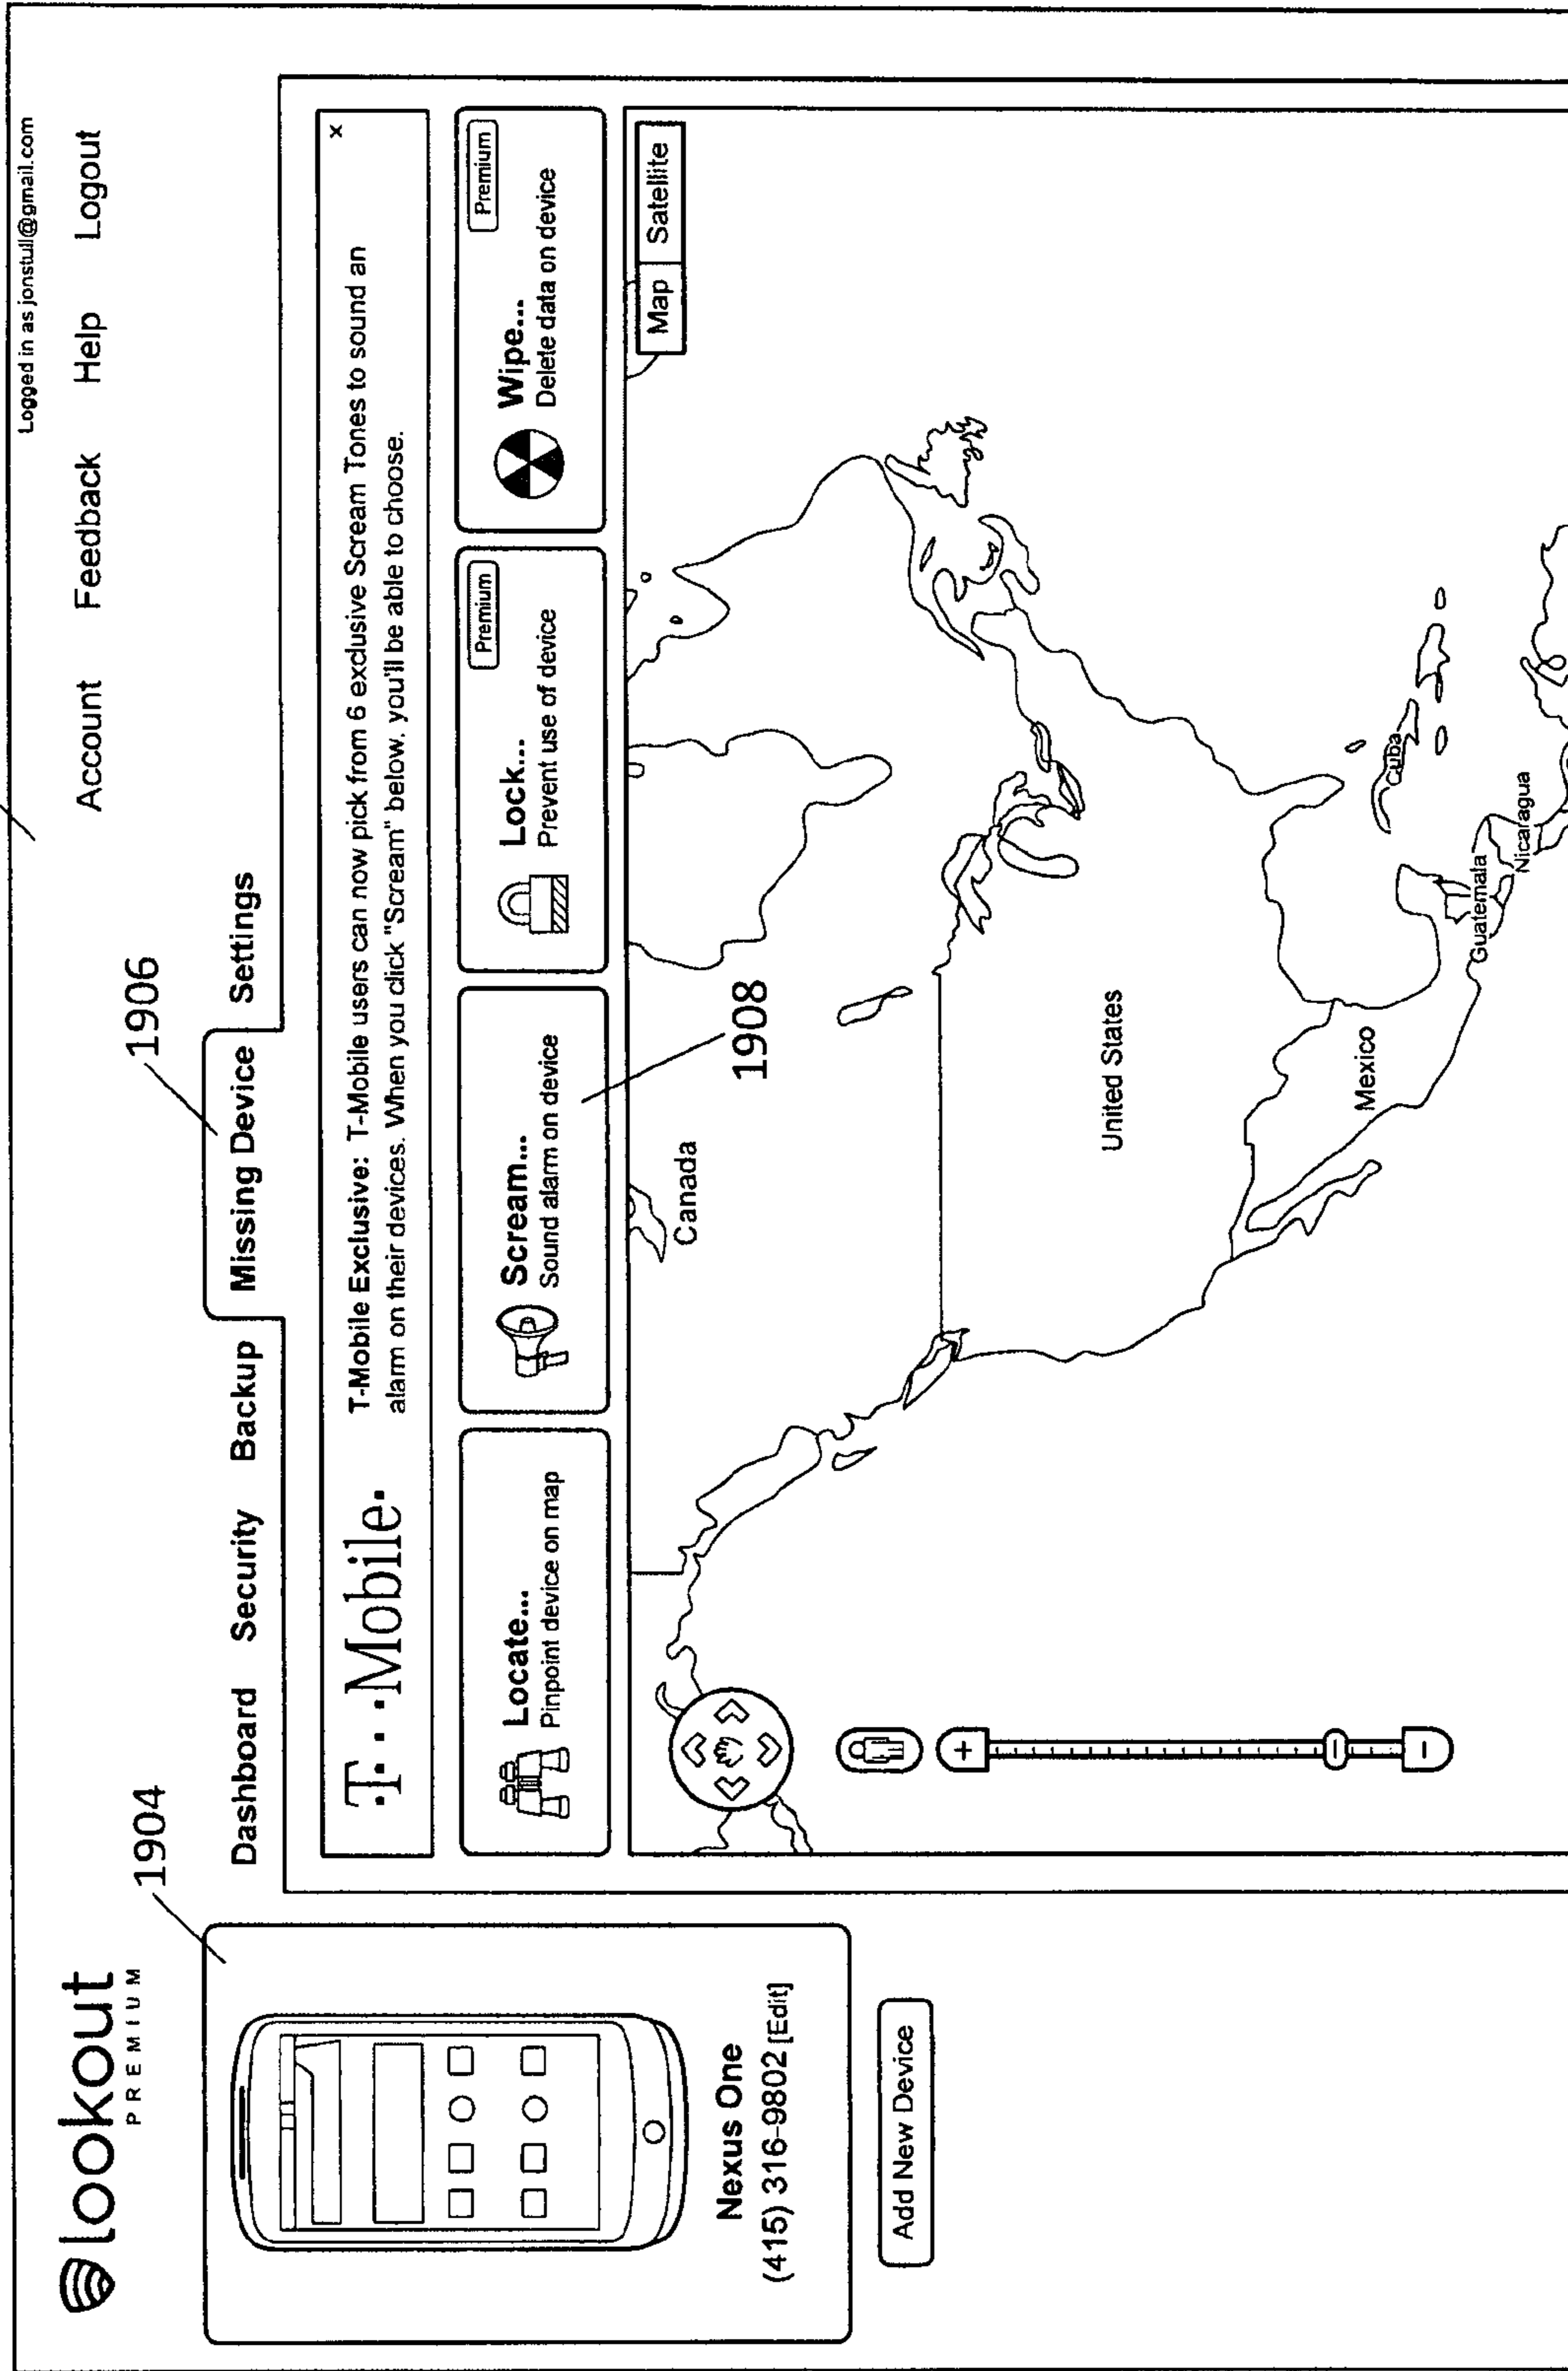 Logged in as jonstull@gmail.com
lookout
PREMIUM
Account Feedback Help Logout
1904
1906
Dashboard Security Backup Missing Device Settings
T··Mobile·
T-Mobile Exclusive: T-Mobile users can now pick from 6 exclusive Scream Tones to sound an
alarm on their devices. When you click "Scream" below, you'll be able to choose.
x
Locate...
Pinpoint device on map
Scream...
Sound alarm on device
Premium
Lock...
Prevent use of device
Premium
Wipe...
Delete data on device
Map Satellite
1908
Canada
United States
Mexico
Cuba
Guatemala
Nicaragua
+
-
Nexus One
(415) 316-9802 [Edit]
Add New Device